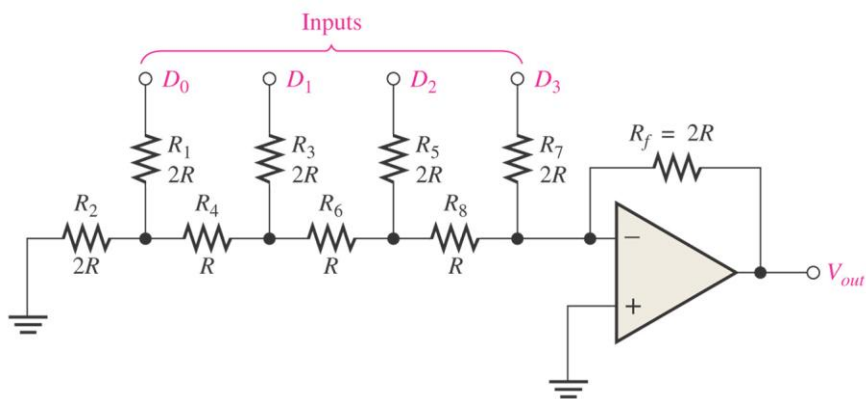 Inputs
D0 D1 D2 D3
R1 R3 R5 R7 Rf = 2R
2R 2R 2R 2R
R2 R4 R6 R8
2R R R R
−
+
Vout